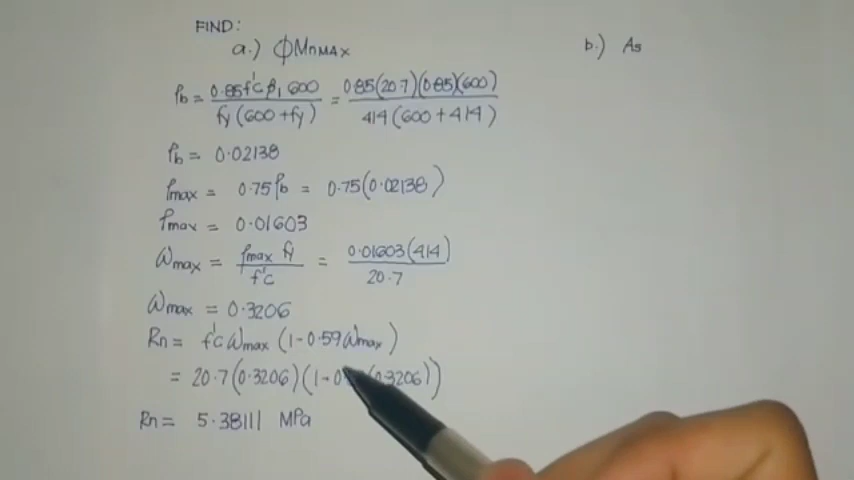 FIND:
a.) ϕMnMAX
b.) As
ρb = 0.85f'c β1 600 / fy (600 + fy) = 0.85(20.7)(0.85)(600) / 414 (600 + 414)
ρb = 0.02138
ρmax = 0.75ρb = 0.75(0.02138)
ρmax = 0.01603
ωmax = ρmax fy / f'c = 0.01603(414) / 20.7
ωmax = 0.3206
Rn = f'c ωmax (1-0.59ωmax)
= 20.7(0.3206)(1-0. (0.3206))
Rn = 5.38111 MPa